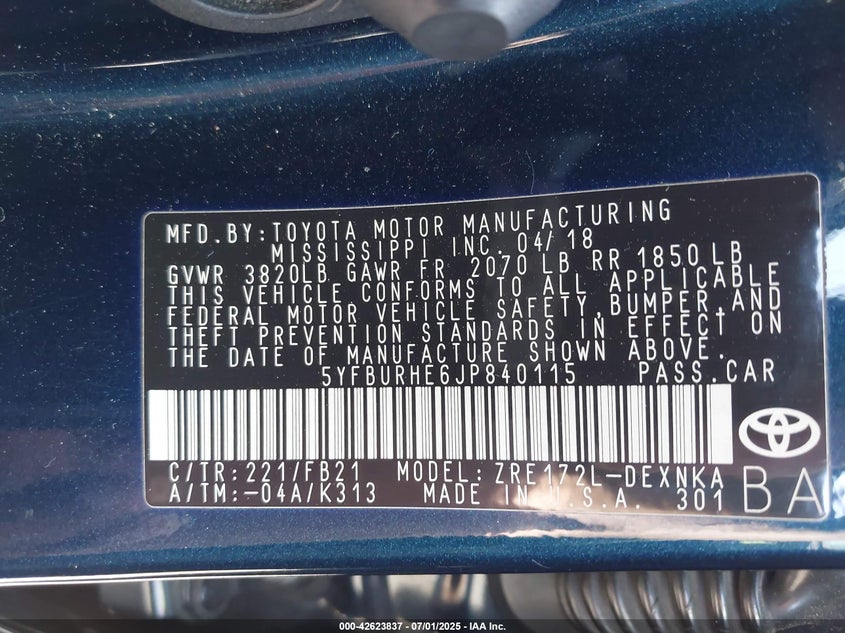 MFD.BY:TOYOTA MOTOR MANUFACTURING
MISSISSIPPI INC. 04/18
GVWR 3820LB GAWR FR 2070 LB RR 1850 LB
THIS VEHICLE CONFORMS TO ALL APPLICABLE
FEDERAL MOTOR VEHICLE SAFETY,BUMPER,AND
THEFT PREVENTION STANDARDS IN EFFECT ON
THE DATE OF MANUFACTURE SHOWN ABOVE.
5YFBURHE6JP840115 PASS.CAR
C/TR:221/FB21 MODEL:ZRE172L-DEXNKA
A/TM:-04A/K313 MADE IN U.S.A. 301
BA
000-42623837 - 07/01/2025 - IAA Inc.